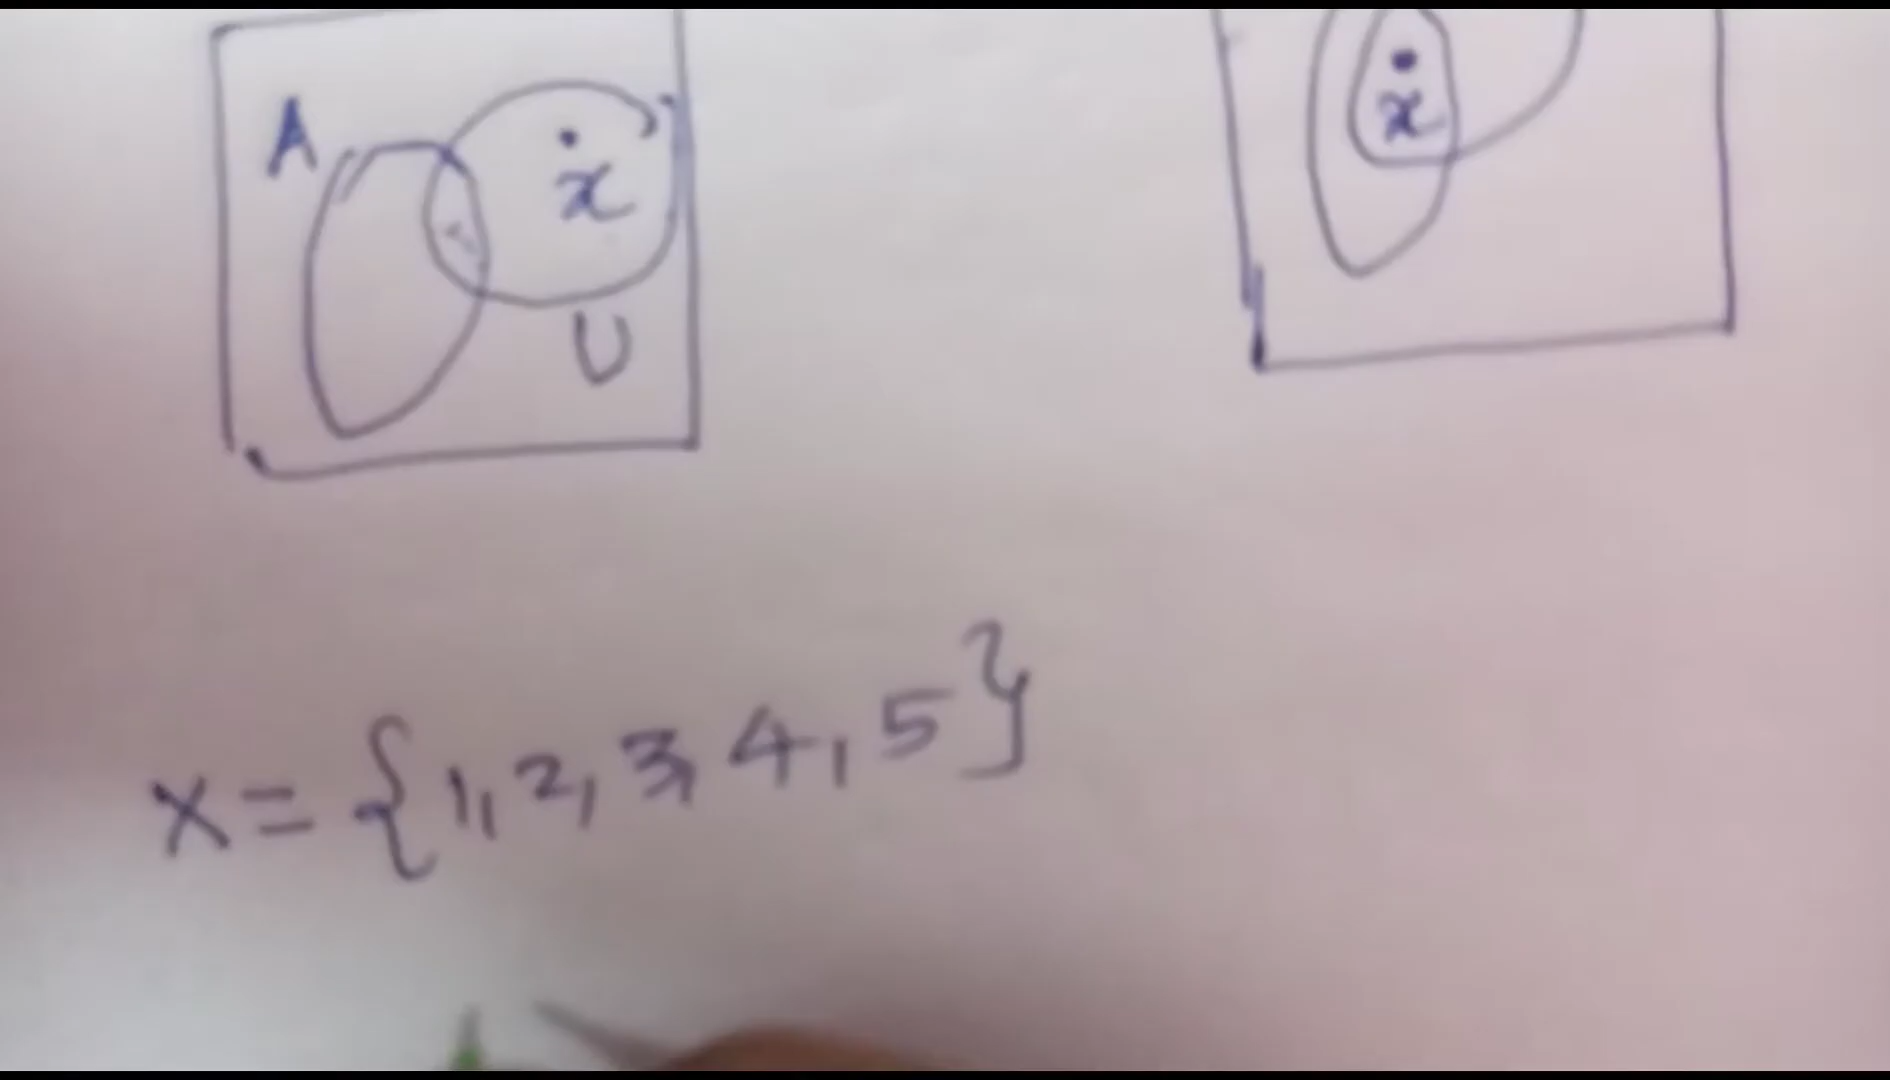 A
x
U
x
X = {1, 2, 3, 4, 5}